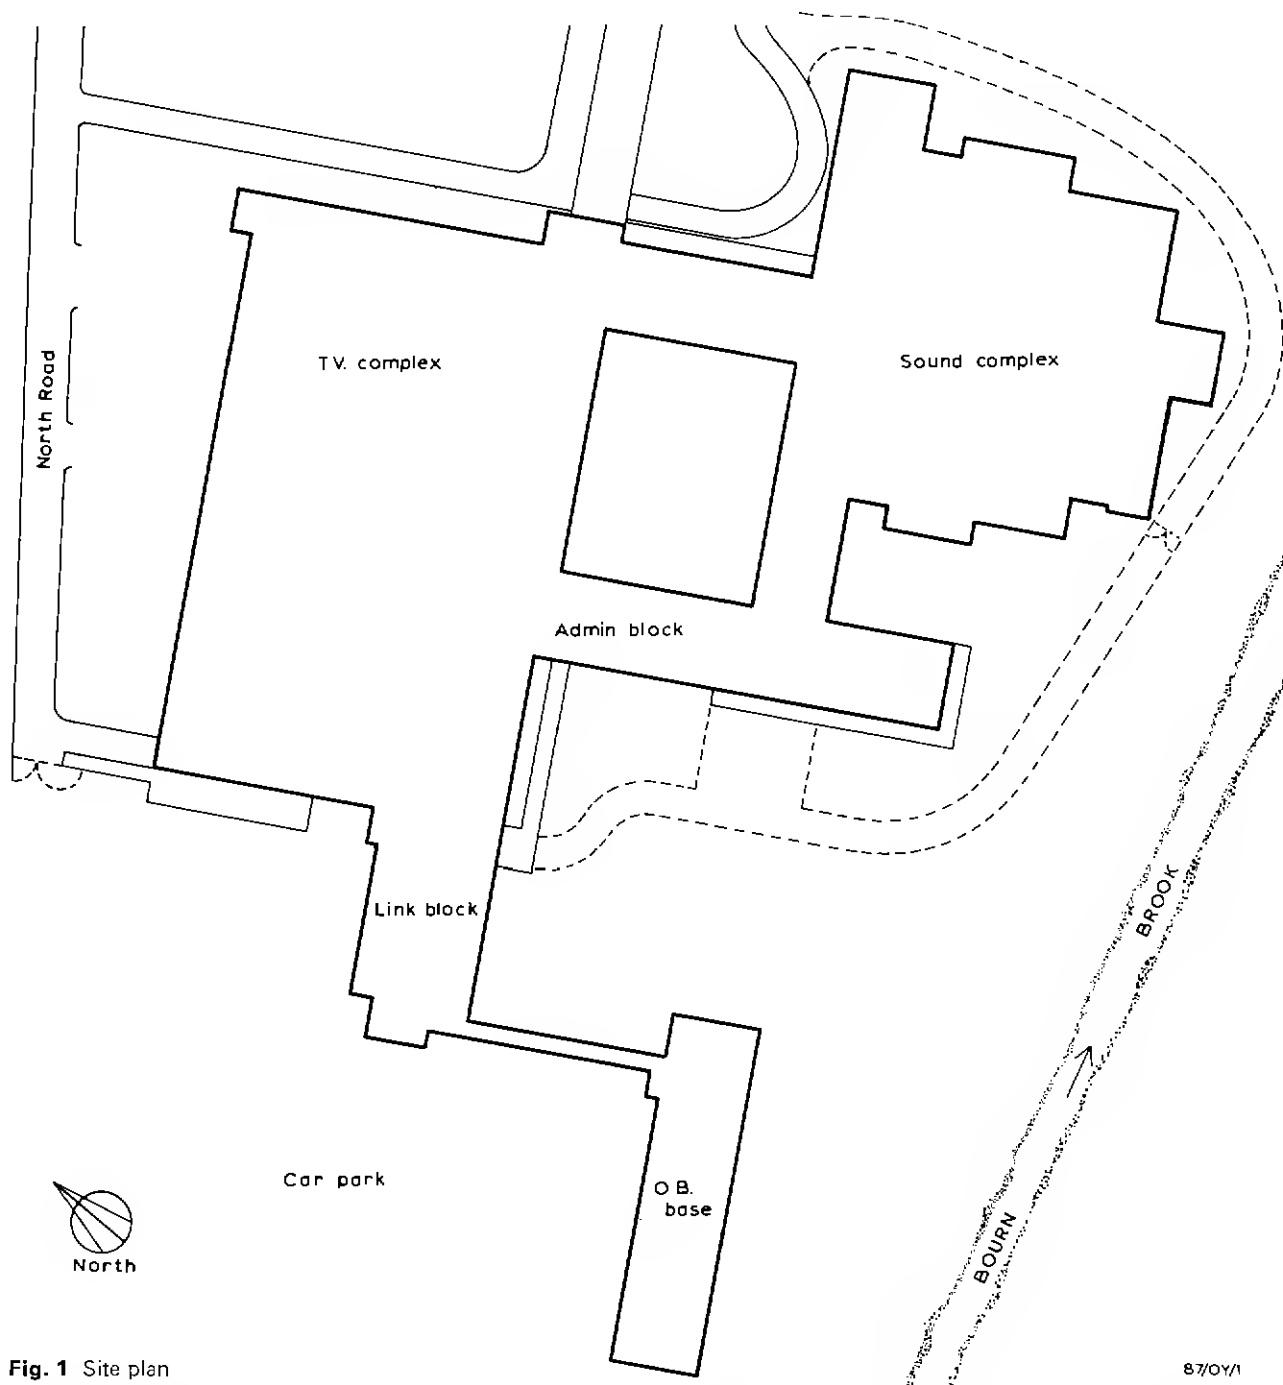 North Road
T.V. complex
Sound complex
Admin block
Link block
BROOK
Car park
O B.
base
BOURN
North
Fig. 1 Site plan
87/OY/1